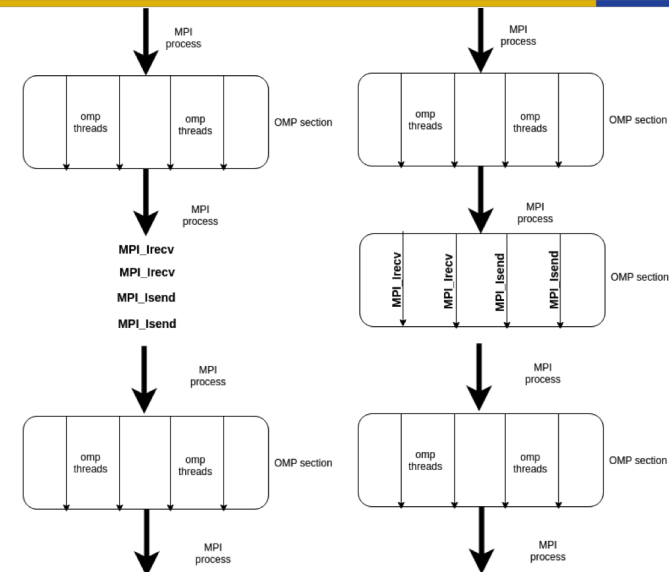 MPI
process
omp
threads
omp
threads
OMP section
MPI
process
MPI_Irecv
MPI_Irecv
MPI_Isend
MPI_Isend
MPI
process
omp
threads
omp
threads
OMP section
MPI
process
MPI
process
omp
threads
omp
threads
OMP section
MPI
process
MPI_Irecv
MPI_Irecv
MPI_Isend
MPI_Isend
OMP section
MPI
process
omp
threads
omp
threads
OMP section
MPI
process